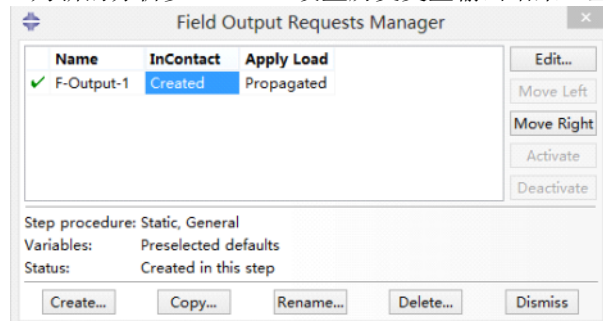 Field Output Requests Manager
Name InContact Apply Load
F-Output-1 Created Propagated
Edit...
Move Left
Move Right
Activate
Deactivate
Step procedure: Static, General
Variables: Preselected defaults
Status: Created in this step
Create... Copy... Rename... Delete... Dismiss